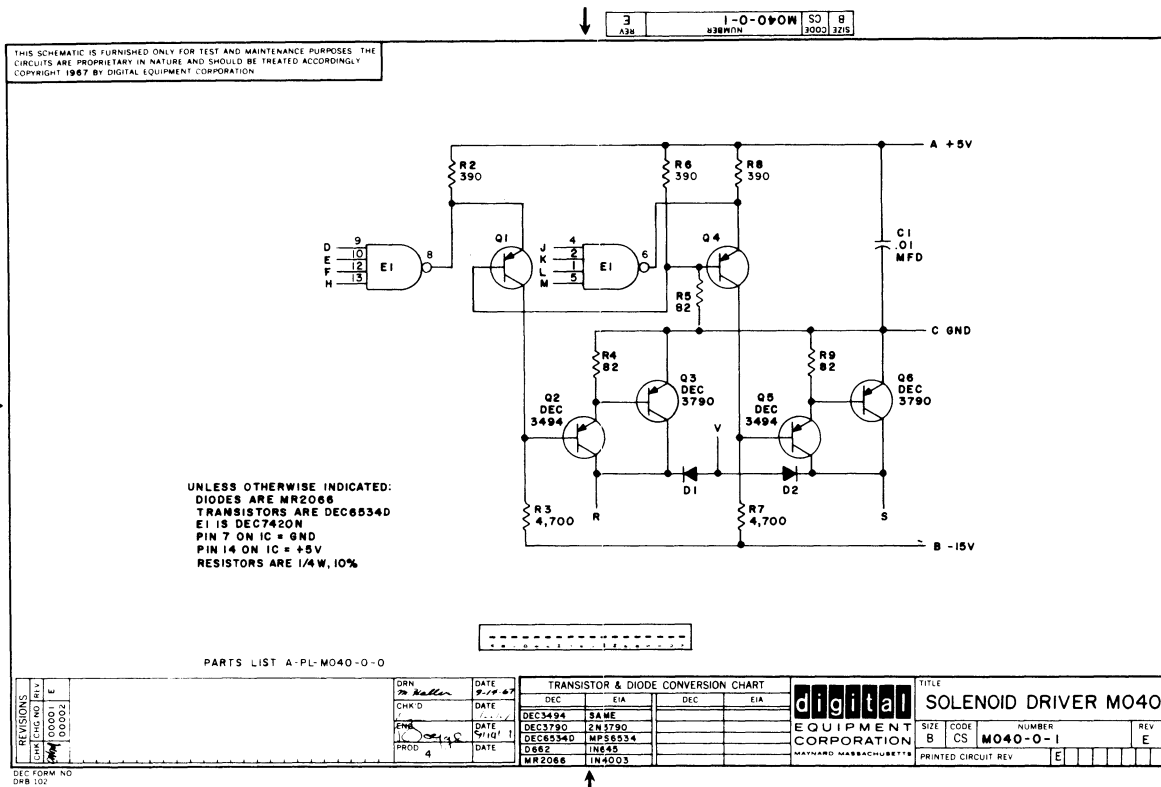 SIZE CODE NUMBER REV
B CS M040-0-1 E
THIS SCHEMATIC IS FURNISHED ONLY FOR TEST AND MAINTENANCE PURPOSES THE
CIRCUITS ARE PROPRIETARY IN NATURE AND SHOULD BE TREATED ACCORDINGLY
COPYRIGHT 1967 BY DIGITAL EQUIPMENT CORPORATION
A +5V
R2
390
R6
390
R8
390
C1
.01
MFD
Q1
Q4
D 9
E 10
F 12
H 13
E1
8
J 4
K 2
L 1
M 5
E1
6
R5
82
C GND
R4
82
R9
82
Q3
DEC
3790
Q6
DEC
3790
Q2
DEC
3494
Q5
DEC
3494
V
D1
D2
R
S
R3
4,700
R7
4,700
B -15V
UNLESS OTHERWISE INDICATED:
DIODES ARE MR2066
TRANSISTORS ARE DEC6534D
E1 IS DEC7420N
PIN 7 ON IC = GND
PIN 14 ON IC = +5V
RESISTORS ARE 1/4W, 10%
PARTS LIST A-PL-M040-0-0
REVISIONS
CHK CHG NO REV
00001
00002 E
DRN DATE
M Haller 9-14-67
CHK'D DATE
ENG DATE
PROD DATE
4
TRANSISTOR & DIODE CONVERSION CHART
DEC EIA DEC EIA
DEC3494 SAME
DEC3790 2N3790
DEC6534D MPS6534
D662 IN645
MR2066 IN4003
digital
EQUIPMENT
CORPORATION
MAYNARD MASSACHUSETTS
TITLE
SOLENOID DRIVER M040
SIZE CODE NUMBER REV
B CS M040-0-1 E
PRINTED CIRCUIT REV E
DEC FORM NO
DRB 102